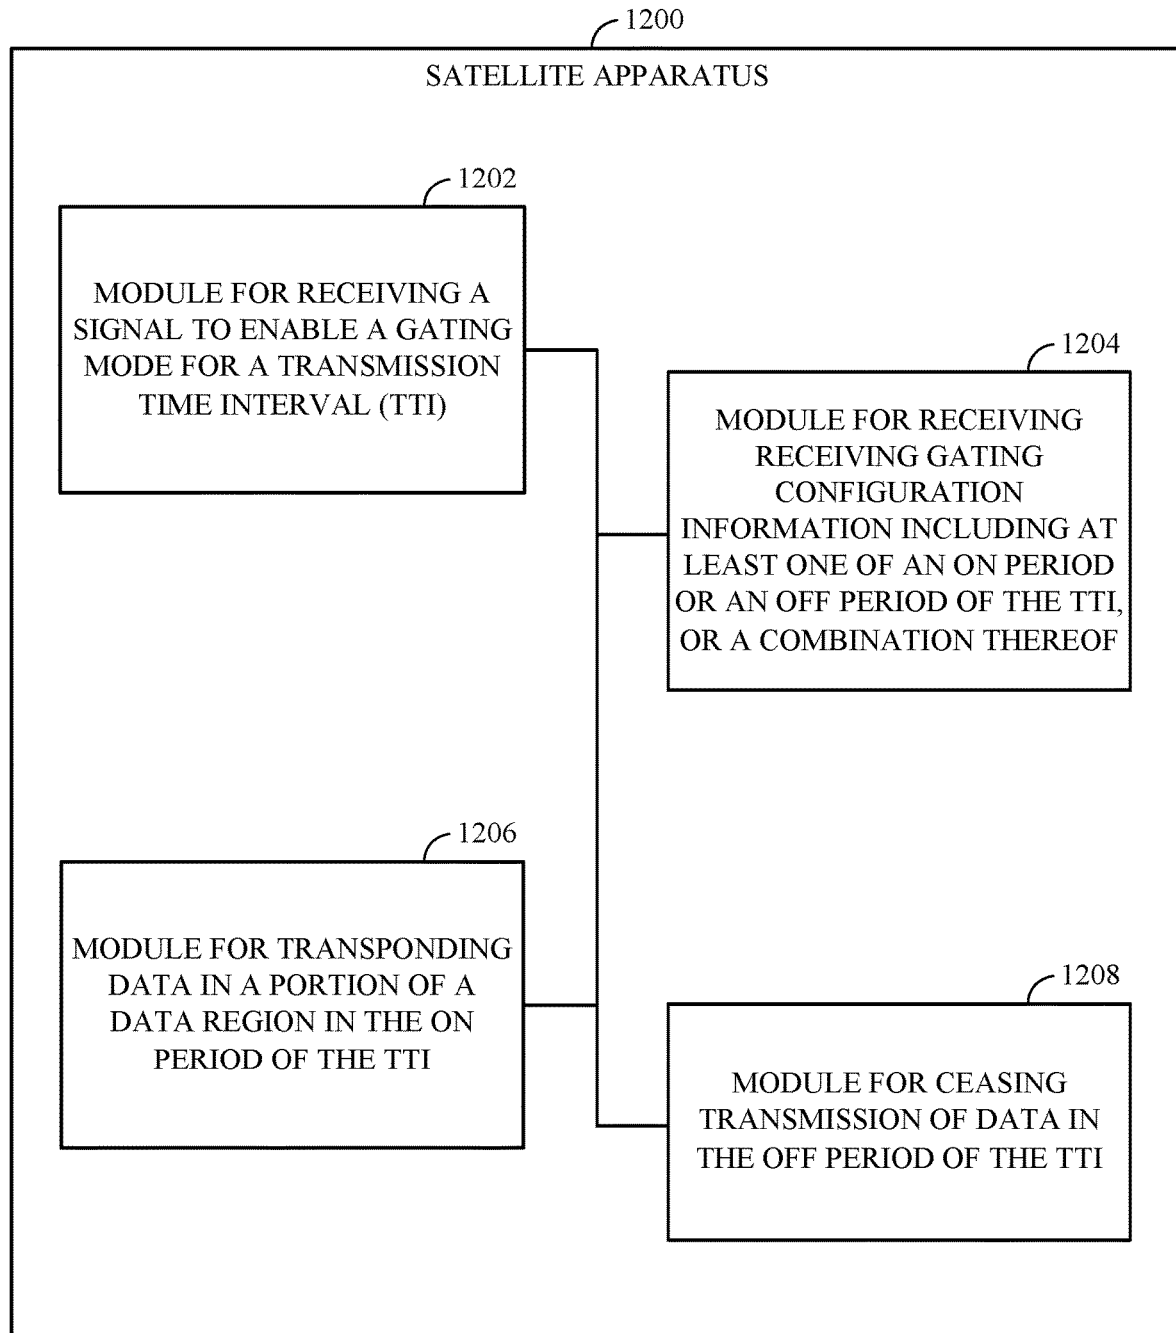 1200
SATELLITE APPARATUS
1202
MODULE FOR RECEIVING A
SIGNAL TO ENABLE A GATING
MODE FOR A TRANSMISSION
TIME INTERVAL (TTI)
1204
MODULE FOR RECEIVING
RECEIVING GATING
CONFIGURATION
INFORMATION INCLUDING AT
LEAST ONE OF AN ON PERIOD
OR AN OFF PERIOD OF THE TTI,
OR A COMBINATION THEREOF
1206
MODULE FOR TRANSPONDING
DATA IN A PORTION OF A
DATA REGION IN THE ON
PERIOD OF THE TTI
1208
MODULE FOR CEASING
TRANSMISSION OF DATA IN
THE OFF PERIOD OF THE TTI